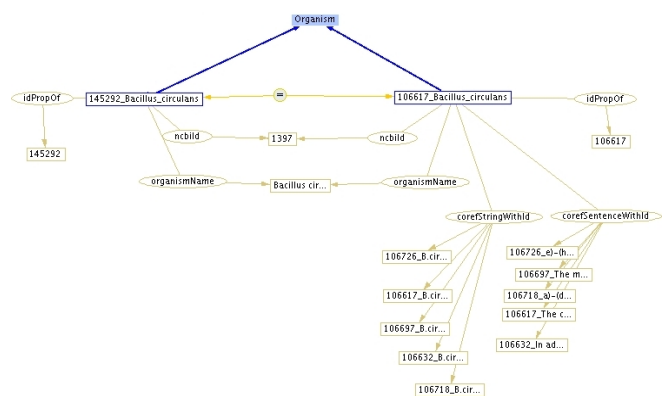 Organism
idPropOf
145292_Bacillus_circulans
=
106617_Bacillus_circulans
idPropOf
ncbiId
1397
ncbiId
145292
106617
organismName
Bacillus cir...
organismName
corefStringWithId
corefSentenceWithId
106726_B.cir...
106726_e)-(h...
106697_The m...
106617_B.cir...
106718_a)-(d...
106617_The c...
106697_B.cir...
106632_In ad...
106632_B.cir...
106718_B.cir...